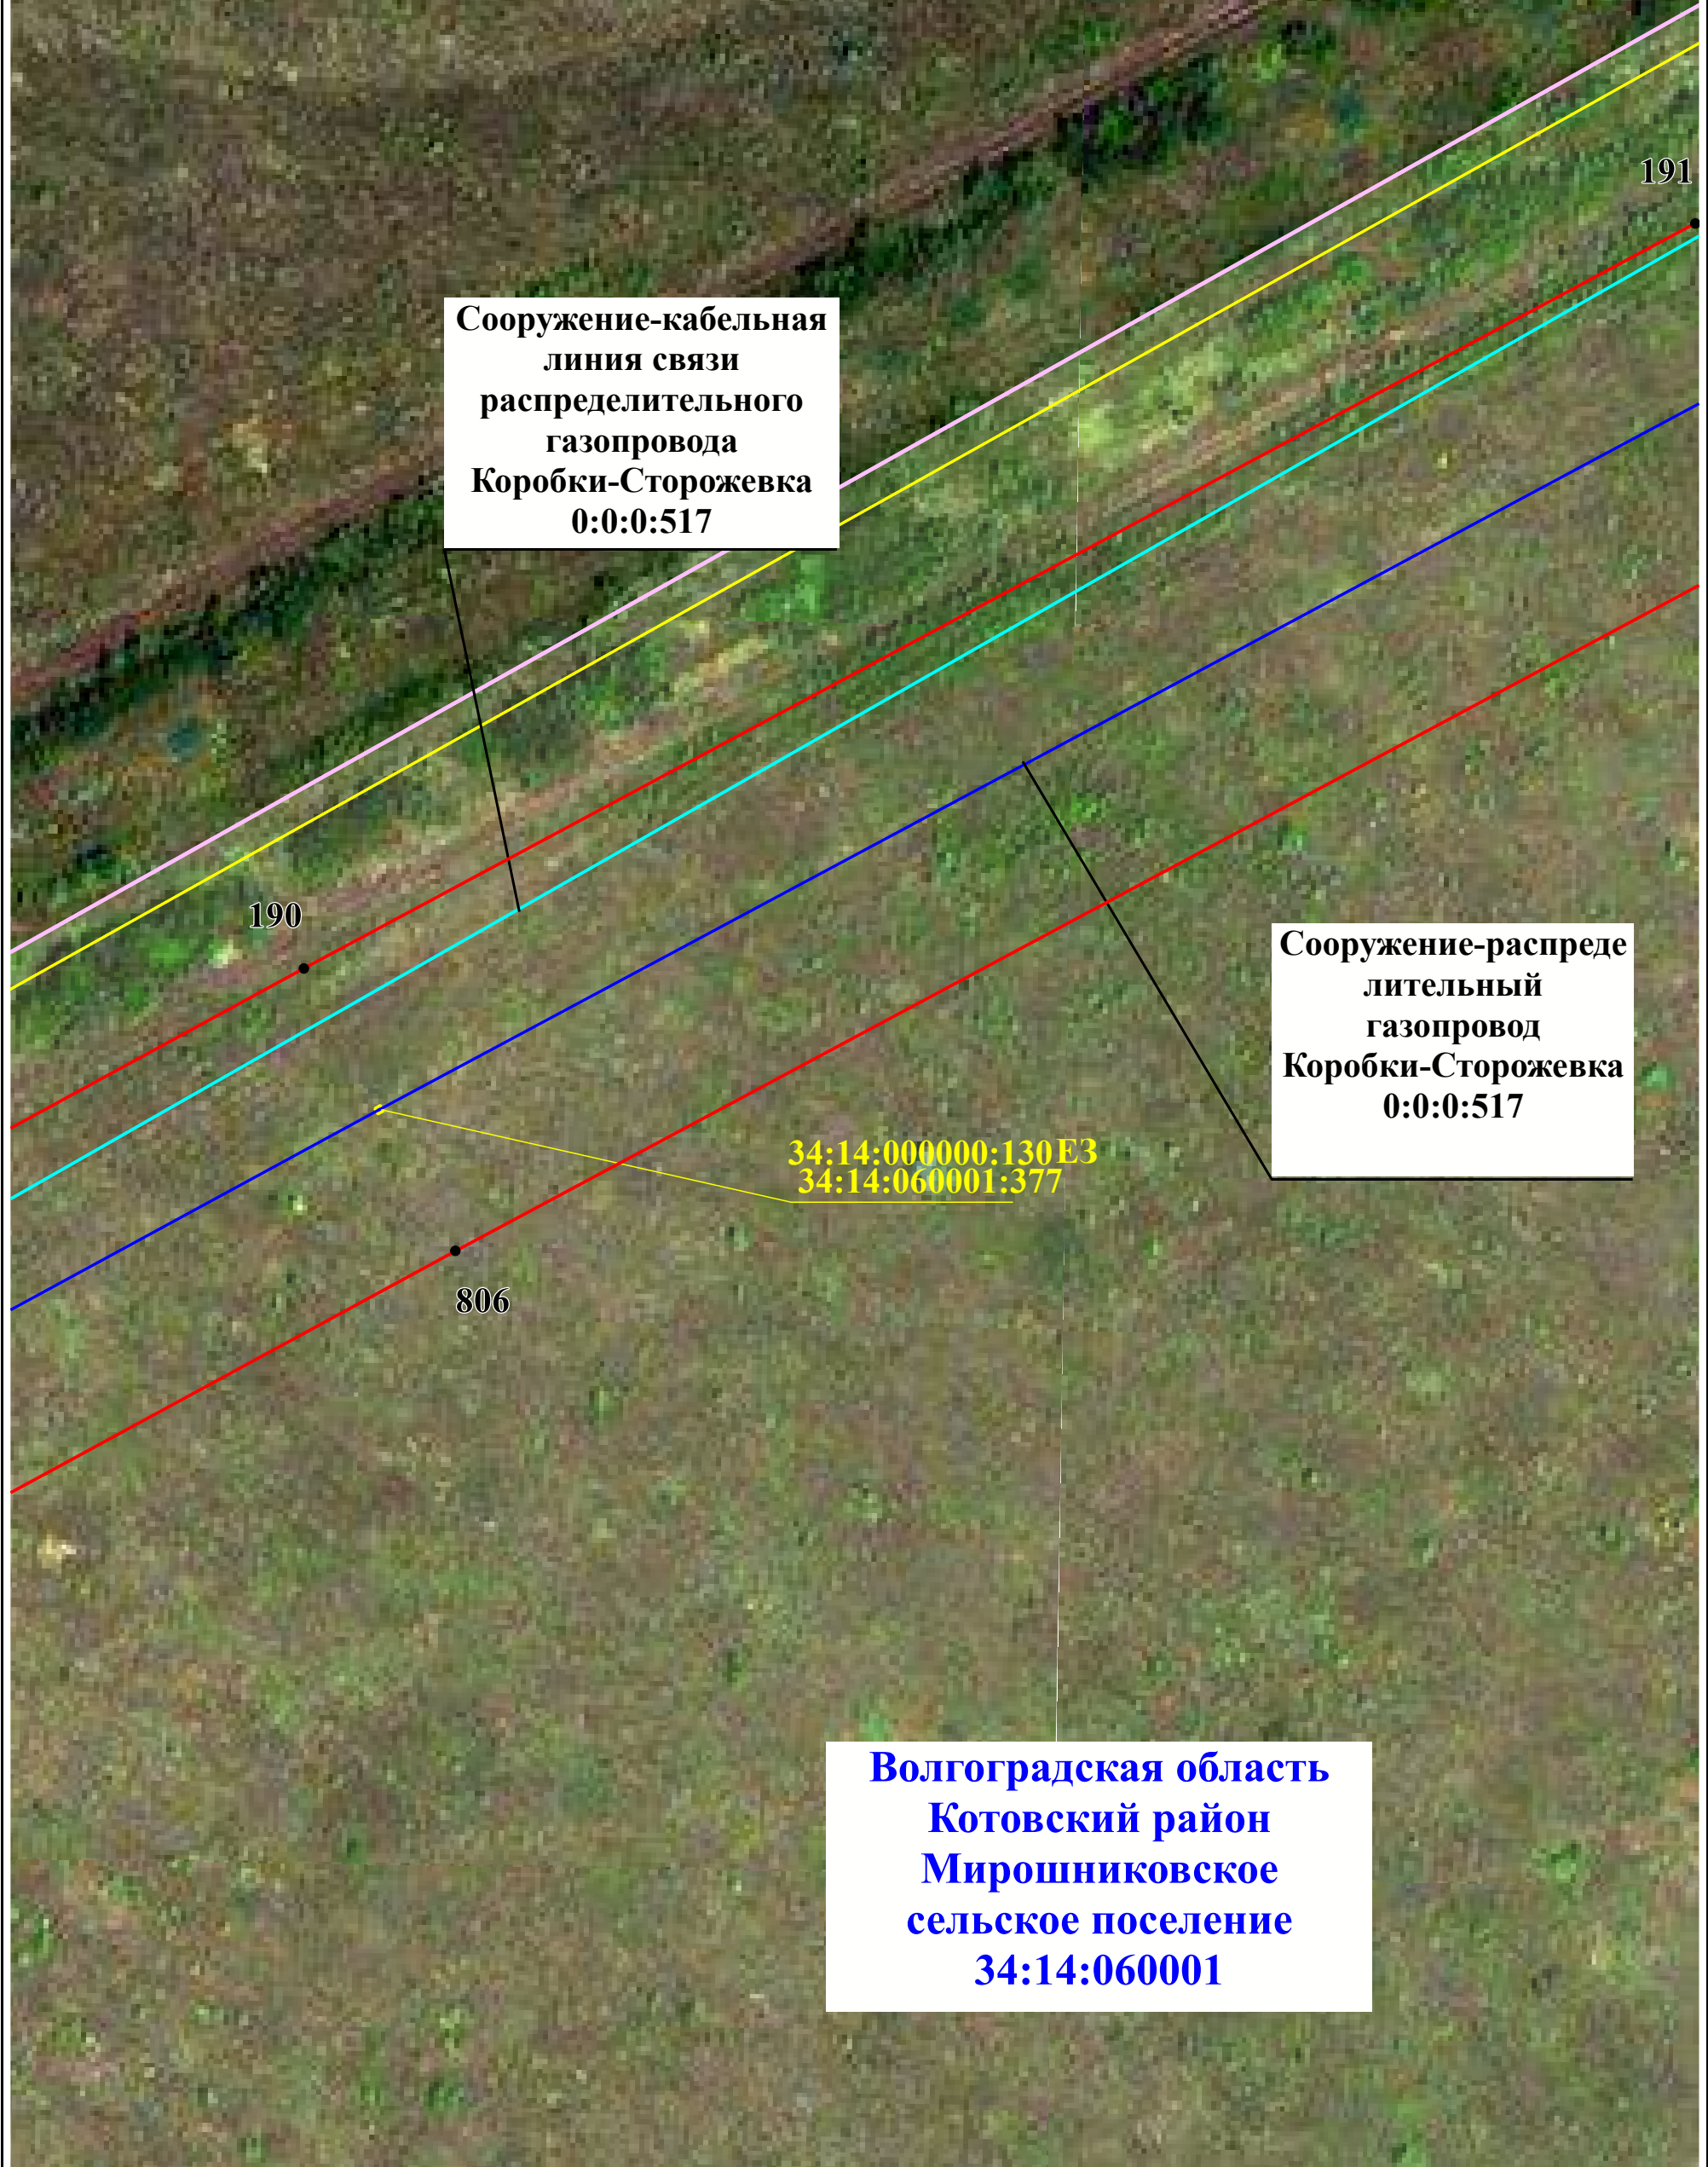 191
Сооружение-кабельная
линия связи
распределительного
газопровода
Коробки-Сторожевка
0:0:0:517
190
Сооружение-распреде
лительный
газопровод
Коробки-Сторожевка
0:0:0:517
34:14:000000:130ЕЗ
34:14:060001:377
806
Волгоградская область
Котовский район
Мирошниковское
сельское поселение
34:14:060001